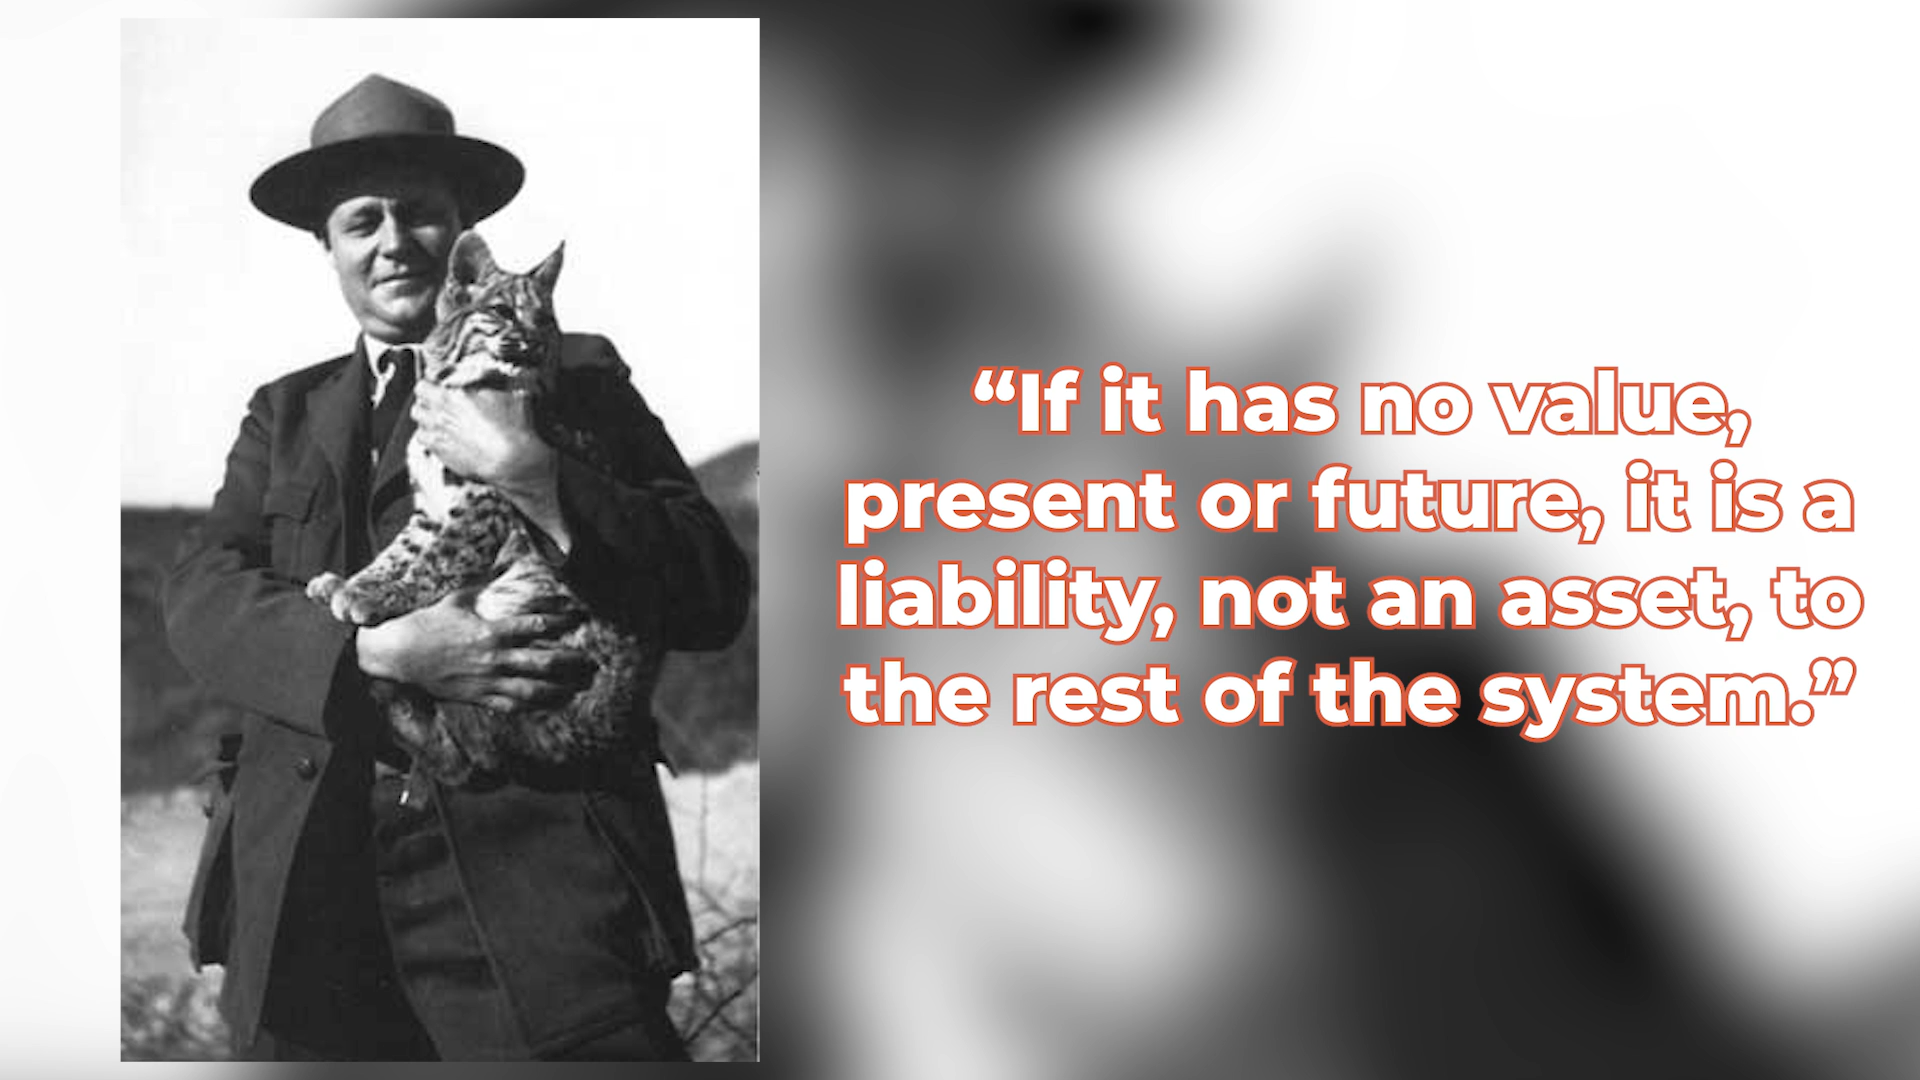 “If it has no value,
present or future, it is a
liability, not an asset, to
the rest of the system.”